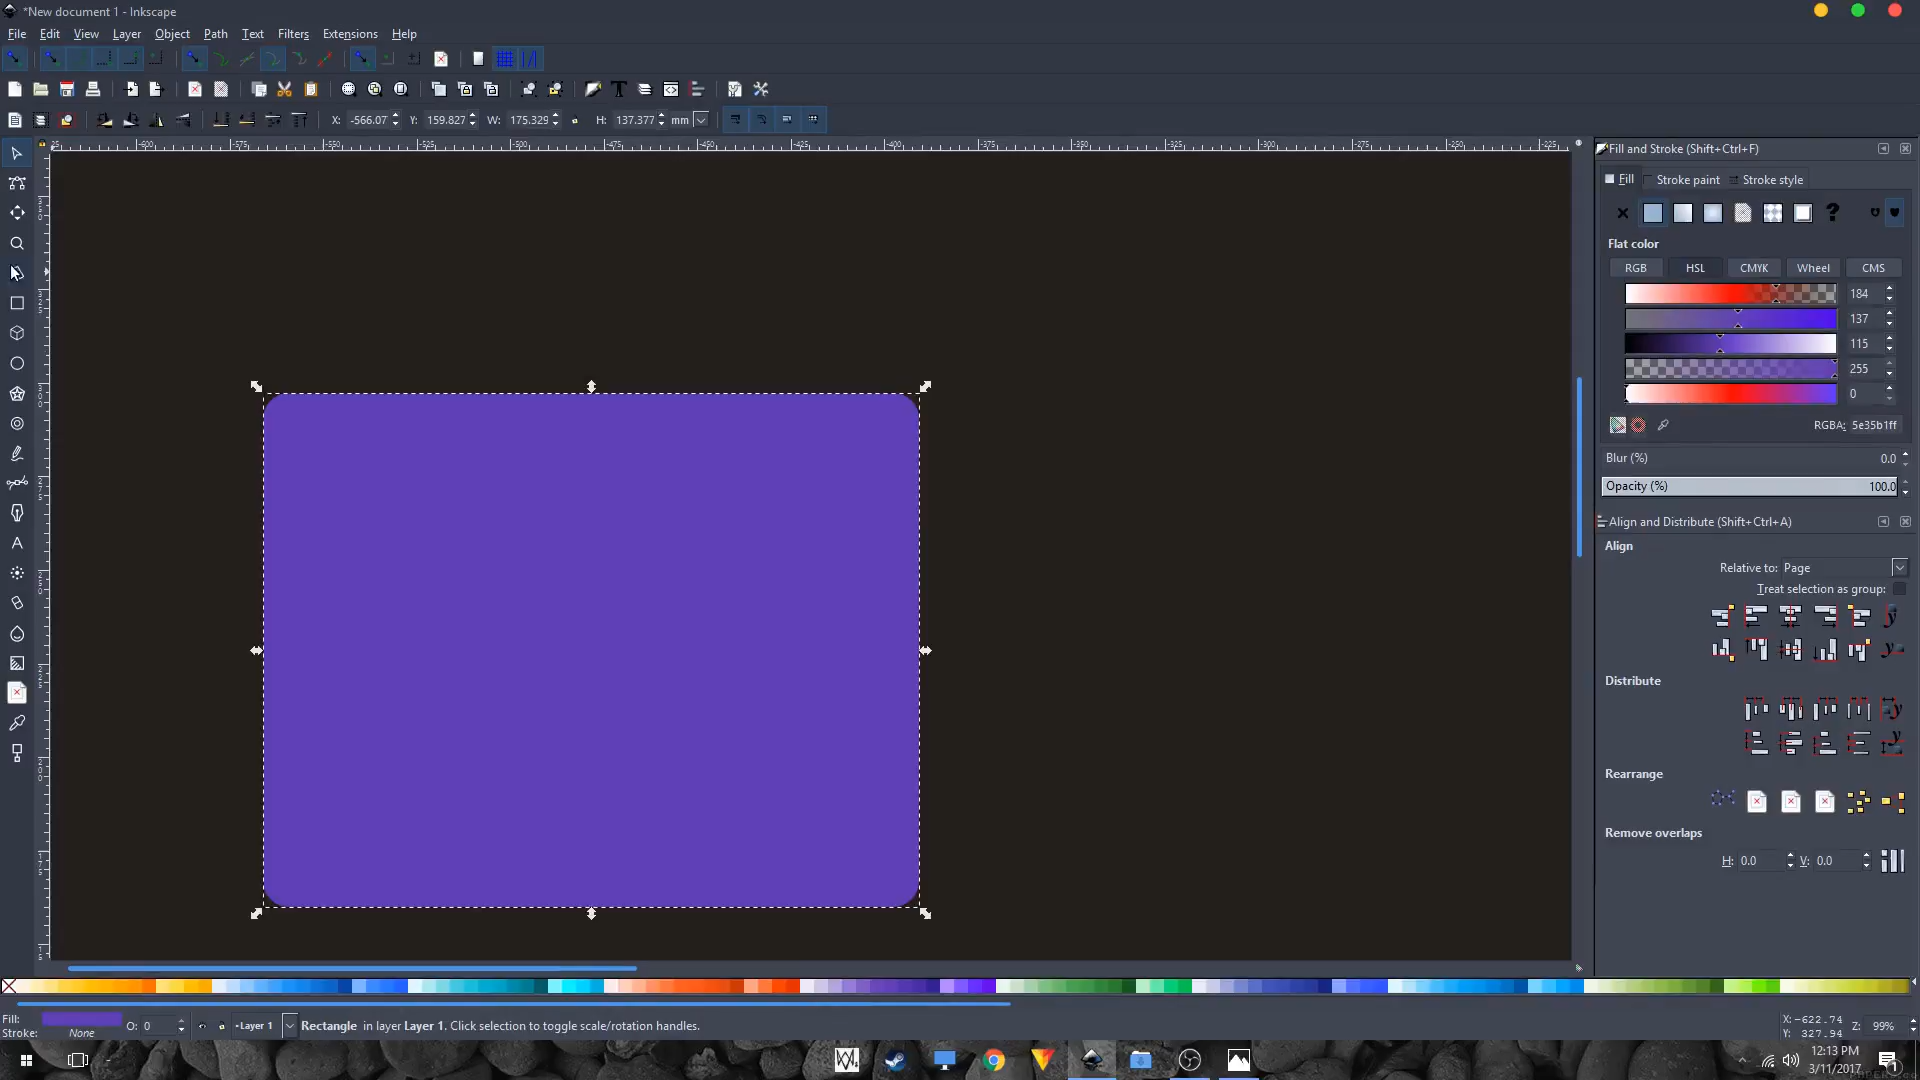 *New document 1 - Inkscape
File Edit View Layer Object Path Text Filters Extensions Help
X: -566.07 Y: 159.827 W: 175.329 H: 137.377 mm
Fill and Stroke (Shift+Ctrl+F)
Fill Stroke paint Stroke style
Flat color
RGB HSL CMYK Wheel CMS
184
137
115
255
0
RGBA: 5e35b1ff
Blur (%) 0.0
Opacity (%) 100.0
Align and Distribute (Shift+Ctrl+A)
Align
Relative to: Page
Treat selection as group:
Distribute
Rearrange
Remove overlaps
H: 0.0 V: 0.0
Fill:
Stroke: None
O: 0
•Layer 1
Rectangle in layer Layer 1. Click selection to toggle scale/rotation handles.
X:-622.74
Y: 327.94
Z: 99%
12:13 PM
3/11/2017